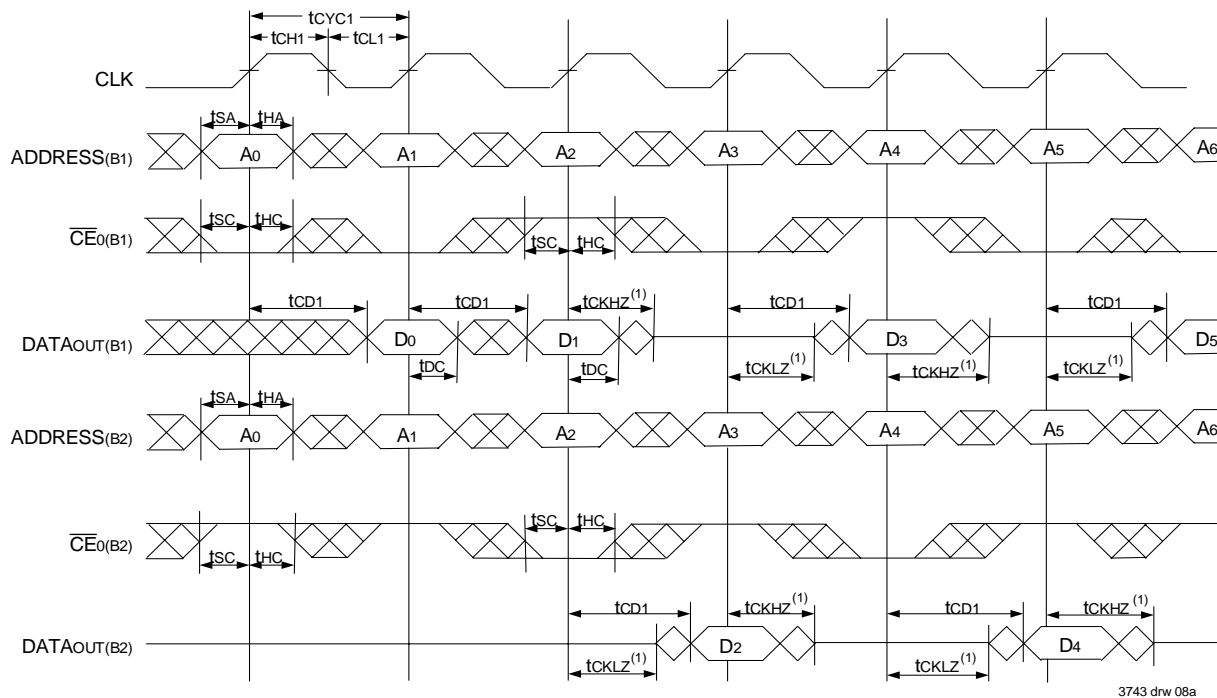 tCYC1
tCH1 tCL1
CLK
tSA tHA
ADDRESS(B1) A0 A1 A2 A3 A4 A5 A6
tSC tHC
CE0(B1)
tSC tHC
tCD1 tCD1 tCKHZ(1) tCD1 tCD1
DATAOUT(B1) D0 D1 D3 D5
tDC tDC tCKLZ(1) tCKHZ(1) tCKLZ(1)
tSA tHA
ADDRESS(B2) A0 A1 A2 A3 A4 A5 A6
tSC tHC
CE0(B2)
tSC tHC
tCD1 tCKHZ(1) tCD1 tCKHZ(1)
DATAOUT(B2) D2 D4
tCKLZ(1) tCKLZ(1)
3743 drw 08a